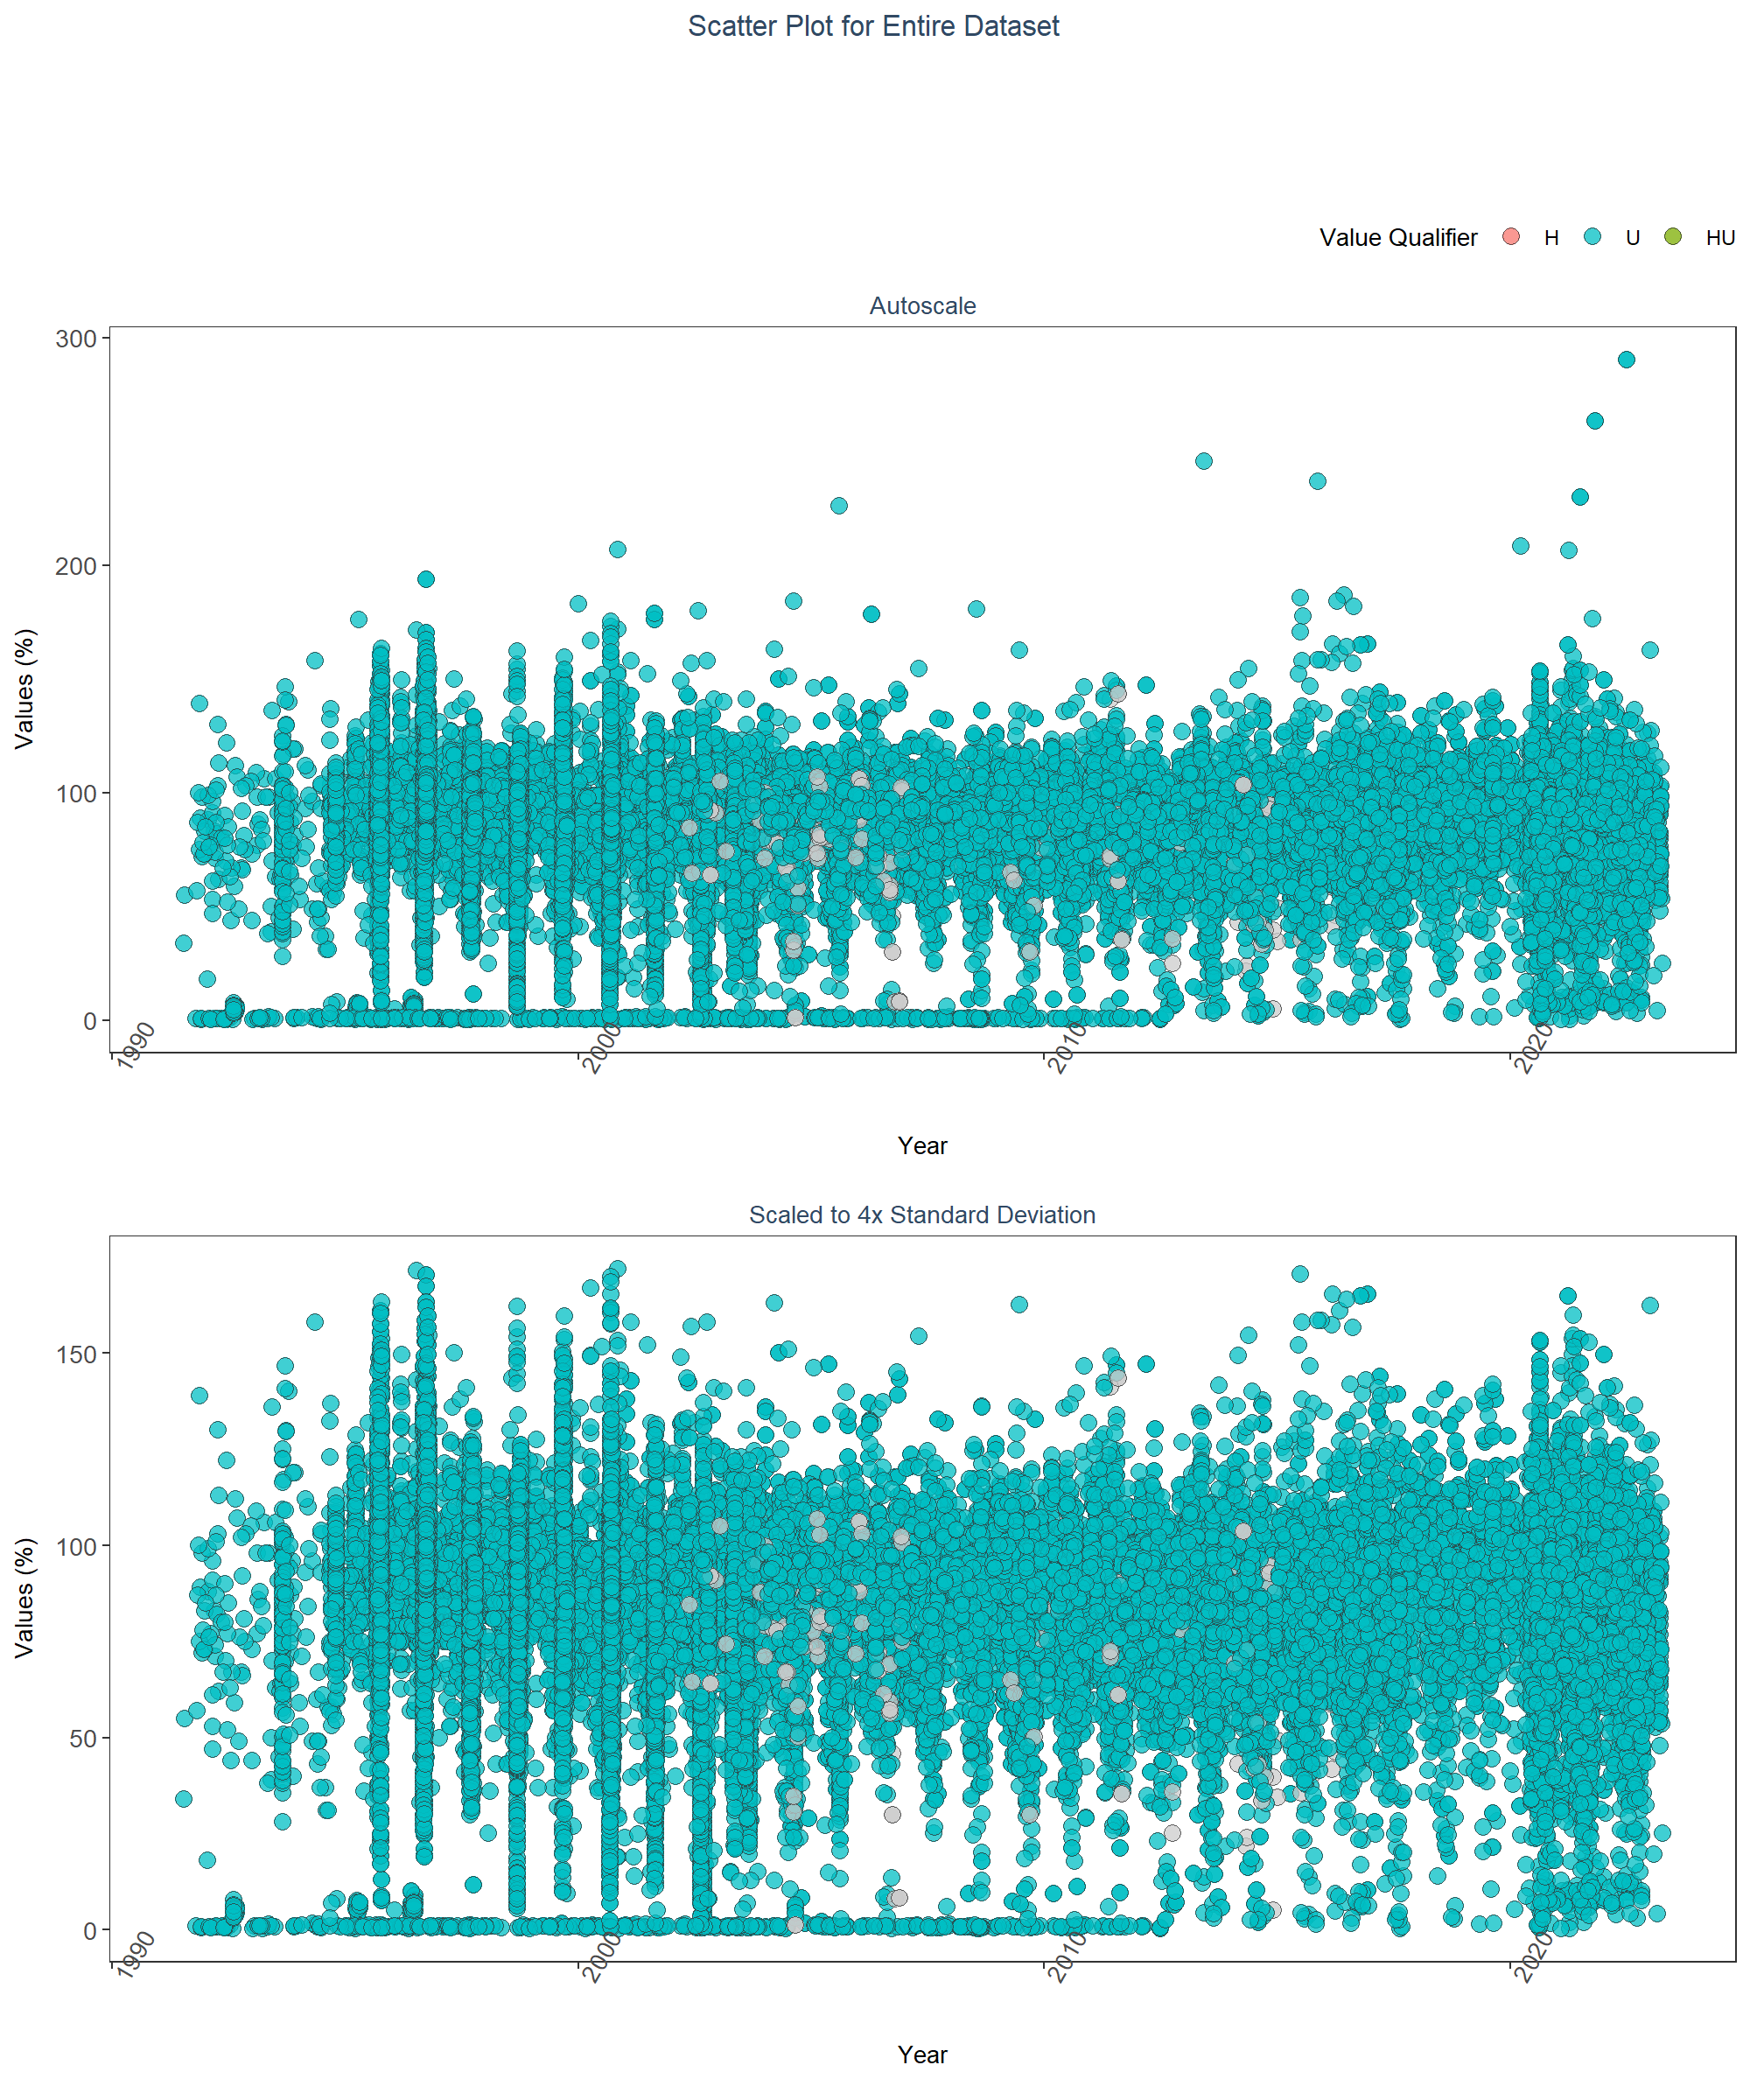 Scatter Plot for Entire Dataset
Value Qualifier H U HU
Autoscale
300
200
100
0
Values (%)
1990 2000 2010 2020
Year
Scaled to 4x Standard Deviation
150
100
50
0
Values (%)
1990 2000 2010 2020
Year